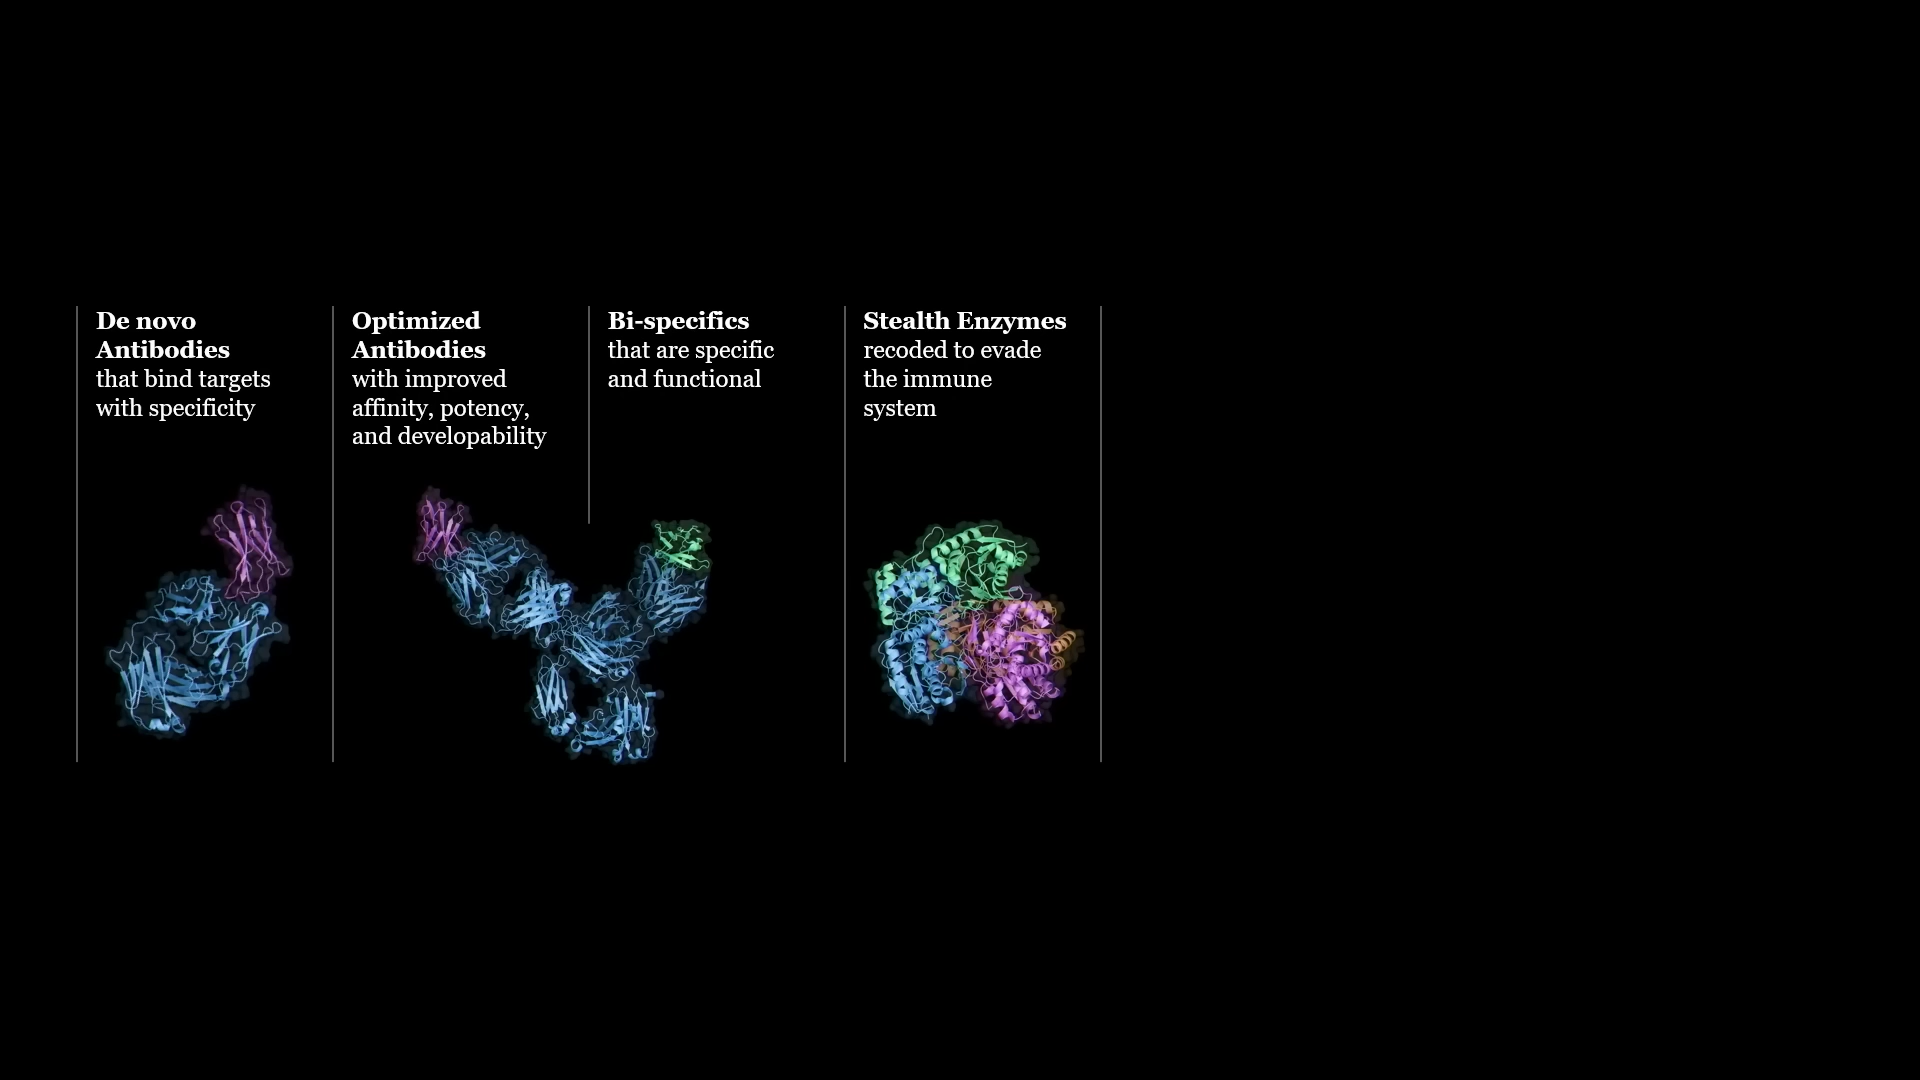 De novo
Antibodies
that bind targets
with specificity
Optimized
Antibodies
with improved
affinity, potency,
and developability
Bi-specifics
that are specific
and functional
Stealth Enzymes
recoded to evade
the immune
system